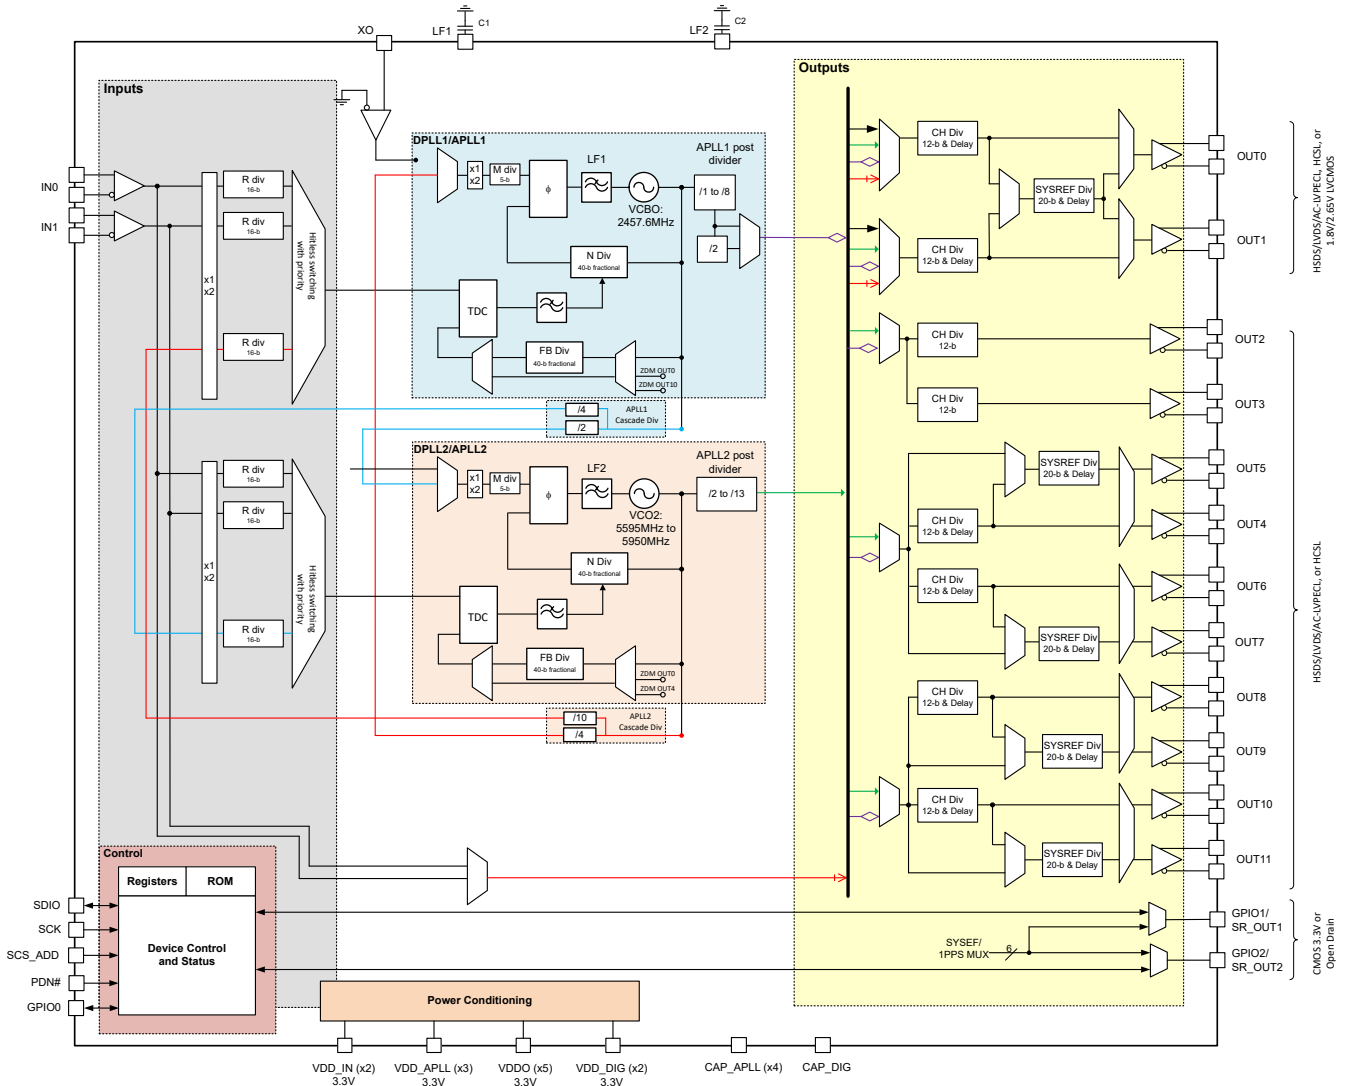 C1
C2
XO
LF1
LF2
Inputs
Outputs
DPLL1/APLL1
APLL1 post
divider
LF1
x1
x2
M div
5-b
ϕ
/1 to /8
VCBO:
2457.6MHz
/2
N Div
40-b fractional
TDC
FB Div
40-b fractional
ZDM OUT0
ZDM OUT10
/4
/2
APLL1
Cascade Div
DPLL2/APLL2
APLL2 post
divider
LF2
x1
x2
M div
5-b
ϕ
/2 to /13
VCO2:
5595MHz to
5950MHz
N Div
40-b fractional
TDC
FB Div
40-b fractional
ZDM OUT0
ZDM OUT4
/10
/4
APLL2
Cascade Div
IN0
IN1
R div
16-b
R div
16-b
x1
x2
R div
16-b
Hitless switching
with priority
R div
16-b
R div
16-b
x1
x2
R div
16-b
Hitless switching
with priority
CH Div
12-b & Delay
SYSREF Div
20-b & Delay
CH Div
12-b & Delay
CH Div
12-b
CH Div
12-b
SYSREF Div
20-b & Delay
CH Div
12-b & Delay
CH Div
12-b & Delay
SYSREF Div
20-b & Delay
CH Div
12-b & Delay
SYSREF Div
20-b & Delay
CH Div
12-b & Delay
SYSREF Div
20-b & Delay
OUT0
OUT1
OUT2
OUT3
OUT5
OUT4
OUT6
OUT7
OUT8
OUT9
OUT10
OUT11
HSDS/LVDS/AC-LVPECL, HCSL, or
1.8V/2.65V LVCMOS
HSDS/LVDS/AC-LVPECL, or HCSL
SYSEF/
1PPS MUX
6
GPIO1/
SR_OUT1
GPIO2/
SR_OUT2
CMOS 3.3V or
Open Drain
Control
Registers
ROM
Device Control
and Status
SDIO
SCK
SCS_ADD
PDN#
GPIO0
Power Conditioning
VDD_IN (x2)
3.3V
VDD_APLL (x3)
3.3V
VDDO (x5)
3.3V
VDD_DIG (x2)
3.3V
CAP_APLL (x4)
CAP_DIG